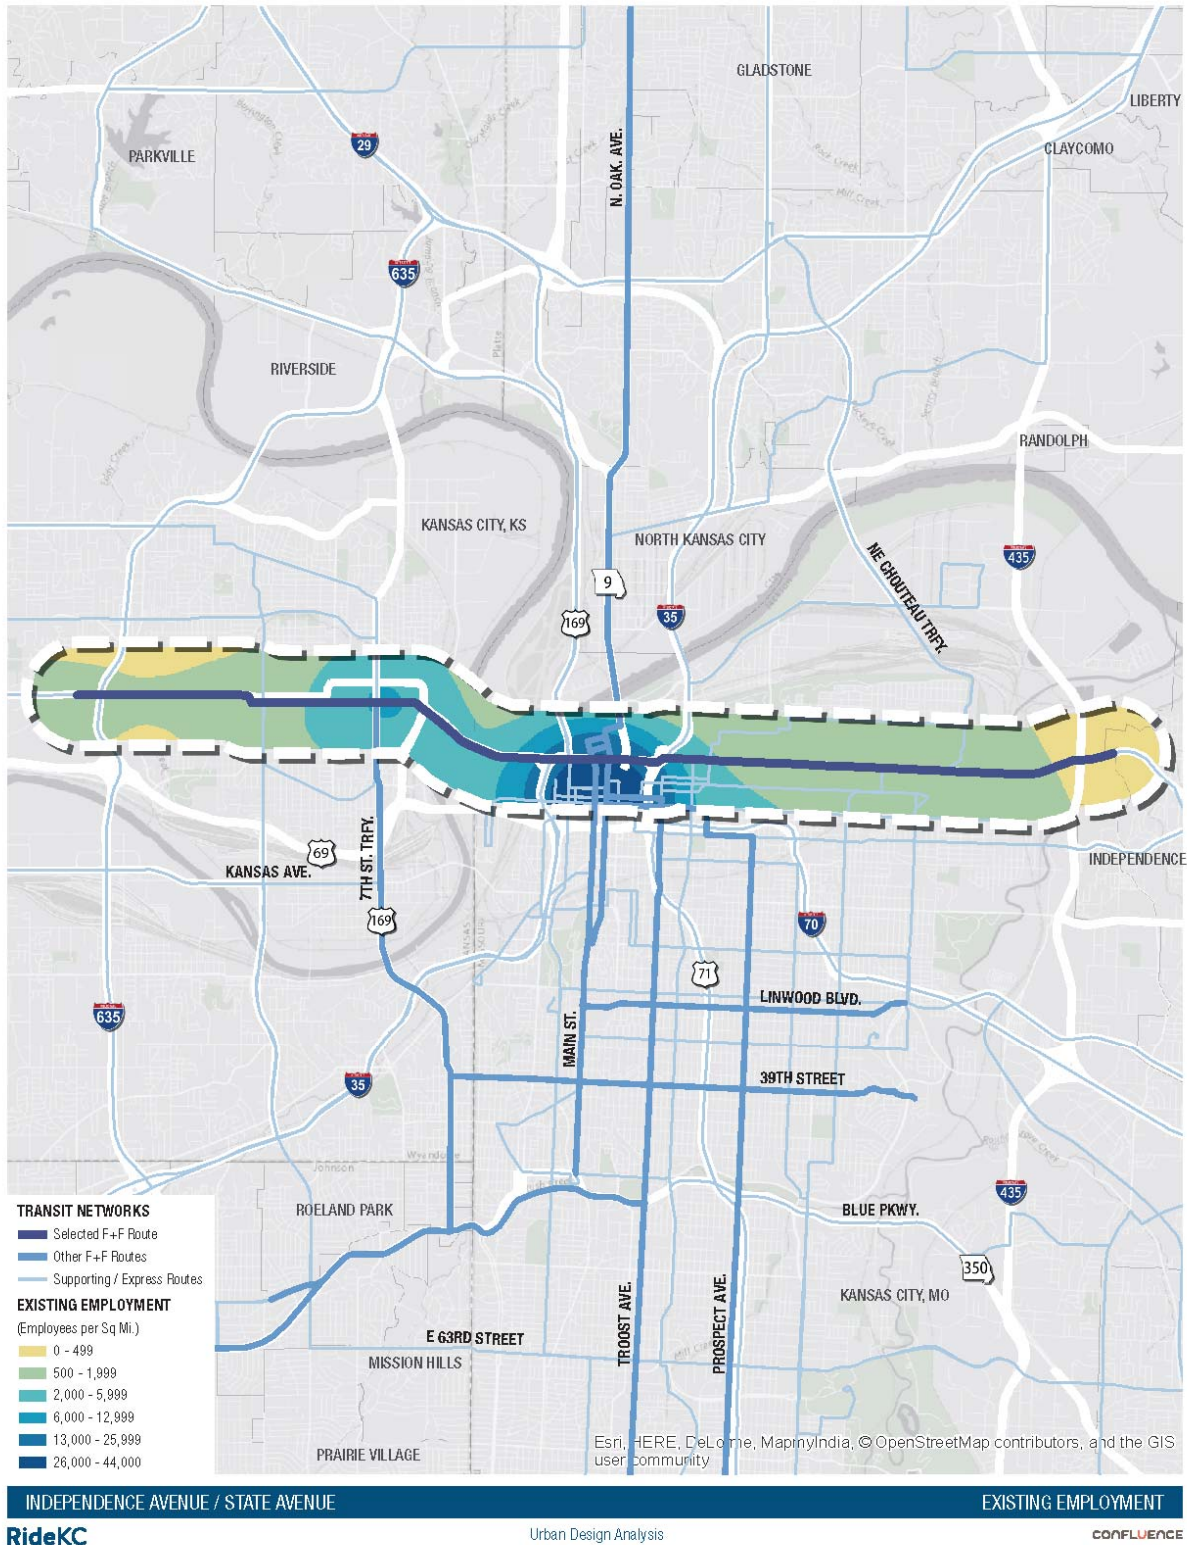 GLADSTONE
LIBERTY
29
N. OAK. AVE.
CLAYCOMO
PARKVILLE
635
Platte
RIVERSIDE
RANDOLPH
KANSAS CITY, KS
NORTH KANSAS CITY
NE CHOUTEAU TRFY.
435
9
169
35
69
KANSAS AVE.
7TH ST. TRFY.
169
INDEPENDENCE
70
71
LINWOOD BLVD.
MAIN ST.
635
35
39TH STREET
Johnson
Wyandotte
435
ROELAND PARK
BLUE PKWY.
350
KANSAS CITY, MO
TROOST AVE.
PROSPECT AVE.
E 63RD STREET
MISSION HILLS
PRAIRIE VILLAGE
TRANSIT NETWORKS
Selected F+F Route
Other F+F Routes
Supporting / Express Routes
EXISTING EMPLOYMENT
(Employees per Sq Mi.)
0 - 499
500 - 1,999
2,000 - 5,999
6,000 - 12,999
13,000 - 25,999
26,000 - 44,000
Esri, HERE, DeLorme, MapmyIndia, © OpenStreetMap contributors, and the GIS
user community
INDEPENDENCE AVENUE / STATE AVENUE
EXISTING EMPLOYMENT
RideKC
Urban Design Analysis
CONFLUENCE